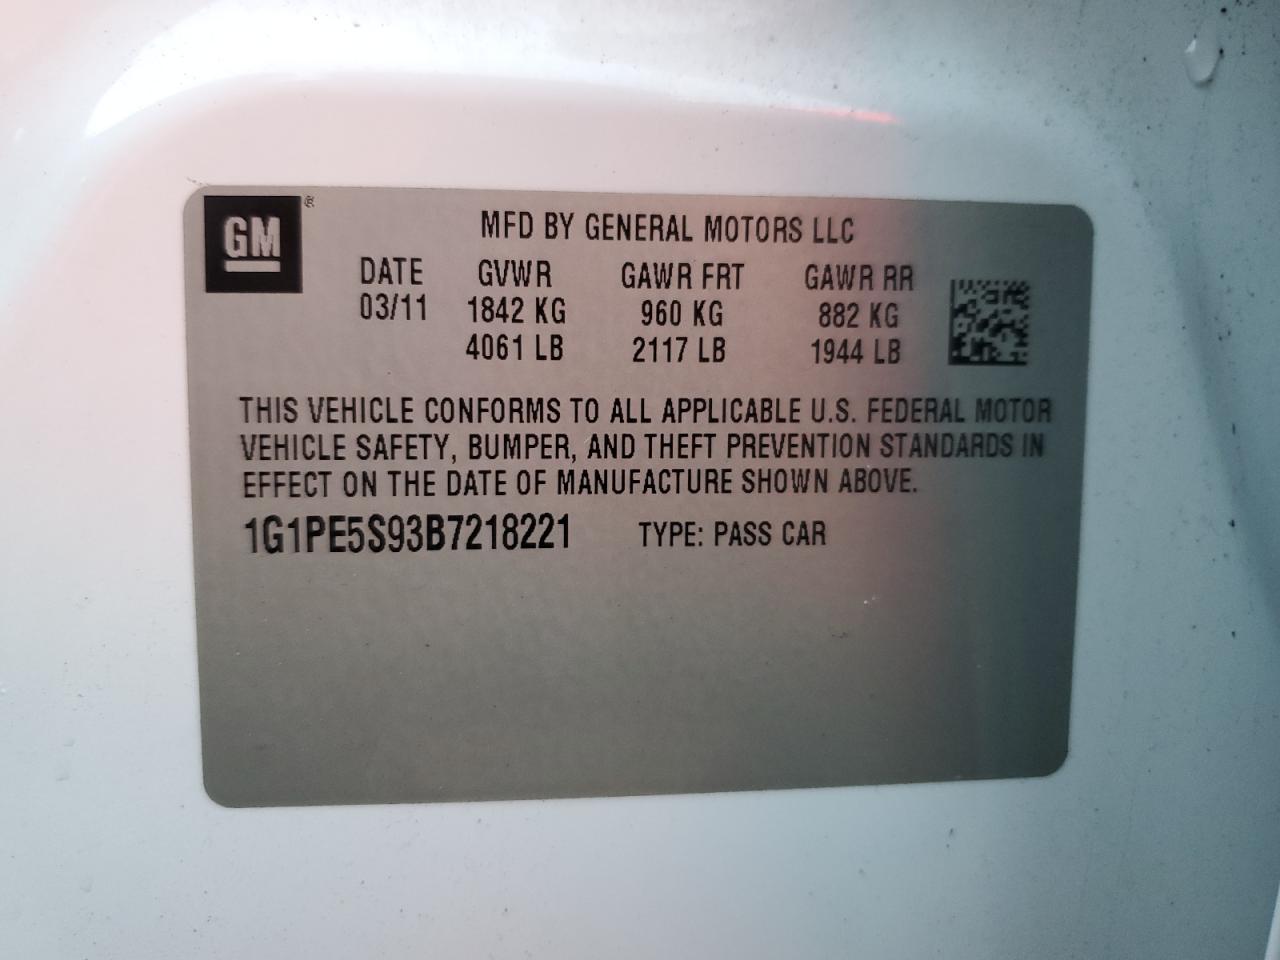 GM®
MFD BY GENERAL MOTORS LLC
DATE GVWR GAWR FRT GAWR RR
03/11 1842 KG 960 KG 882 KG
4061 LB 2117 LB 1944 LB
THIS VEHICLE CONFORMS TO ALL APPLICABLE U.S. FEDERAL MOTOR
VEHICLE SAFETY, BUMPER, AND THEFT PREVENTION STANDARDS IN
EFFECT ON THE DATE OF MANUFACTURE SHOWN ABOVE.
1G1PE5S93B7218221 TYPE: PASS CAR